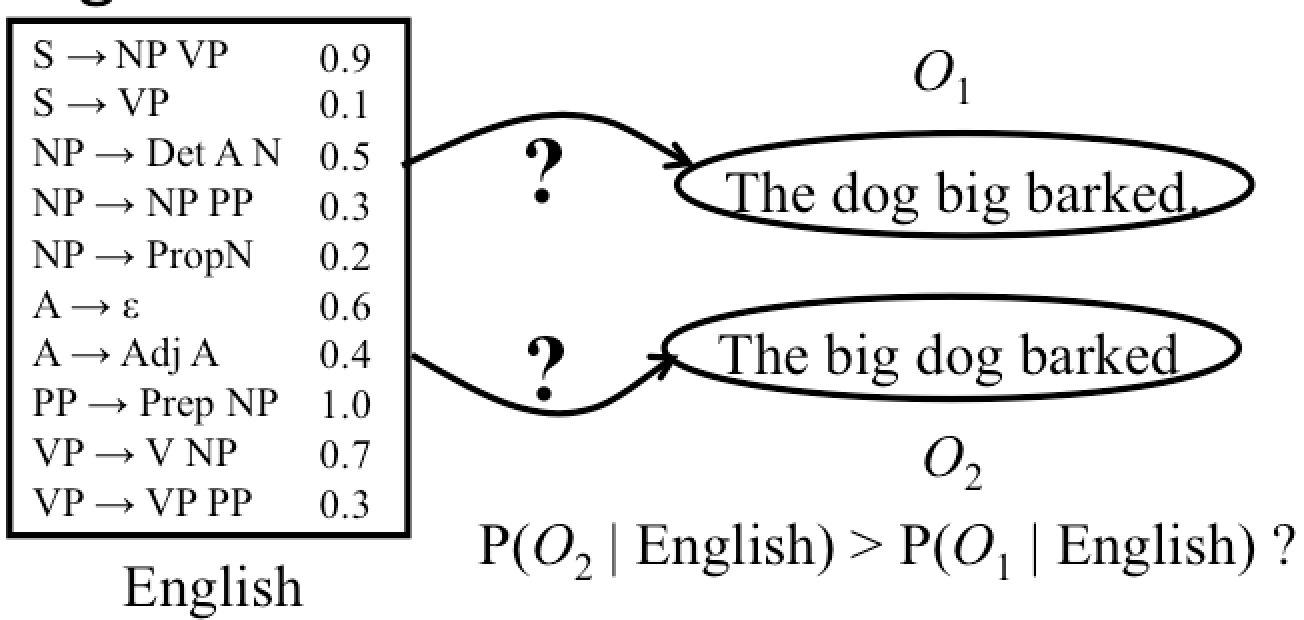 S → NP VP 0.9
S → VP 0.1
NP → Det A N 0.5
NP → NP PP 0.3
NP → PropN 0.2
A → ε 0.6
A → Adj A 0.4
PP → Prep NP 1.0
VP → V NP 0.7
VP → VP PP 0.3
English
?
?
O1
The dog big barked.
The big dog barked
O2
P(O2 | English) > P(O1 | English) ?